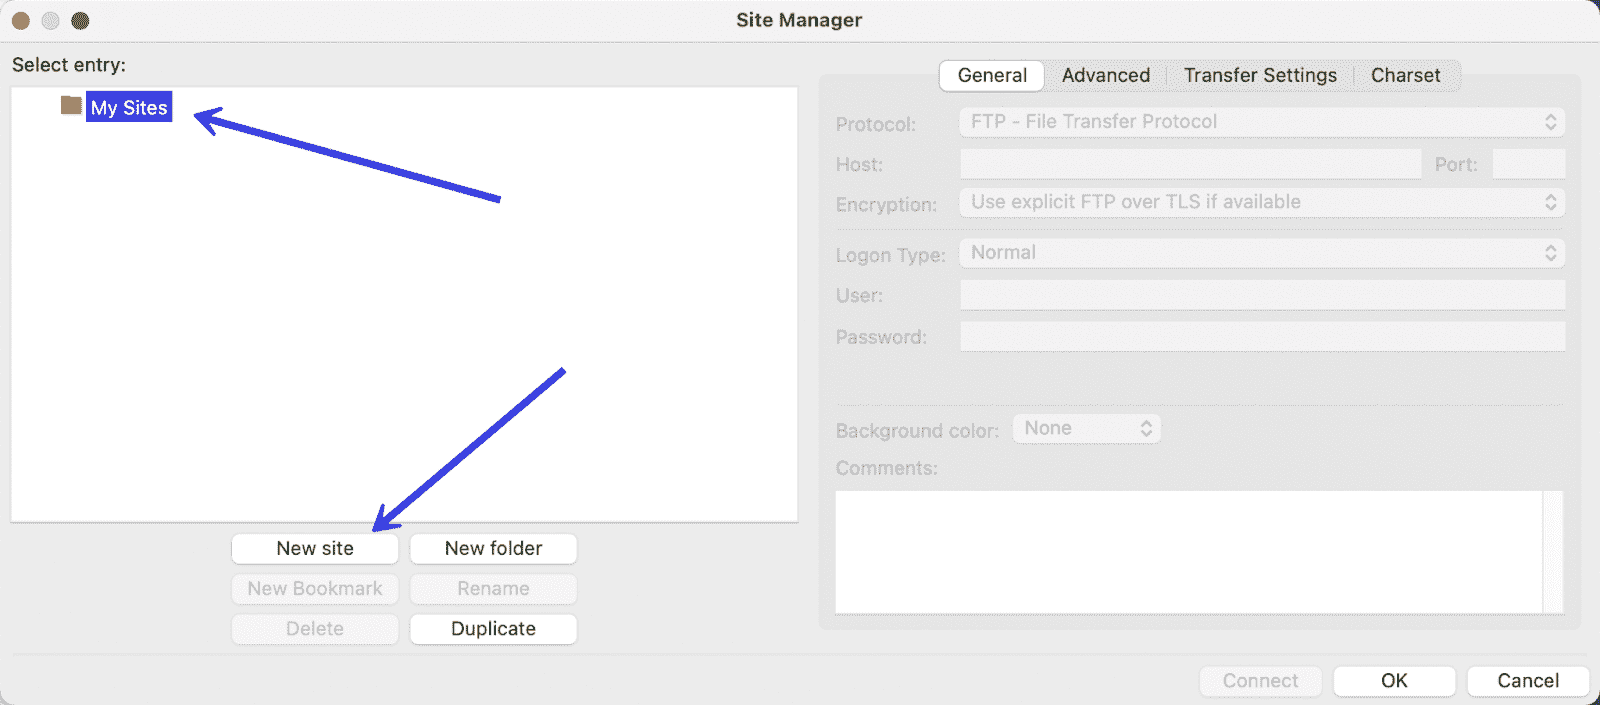 Site Manager
Select entry:
My Sites
New site
New folder
New Bookmark
Rename
Delete
Duplicate
General
Advanced
Transfer Settings
Charset
Protocol:
FTP - File Transfer Protocol
Host:
Port:
Encryption:
Use explicit FTP over TLS if available
Logon Type:
Normal
User:
Password:
Background color:
None
Comments:
Connect
OK
Cancel